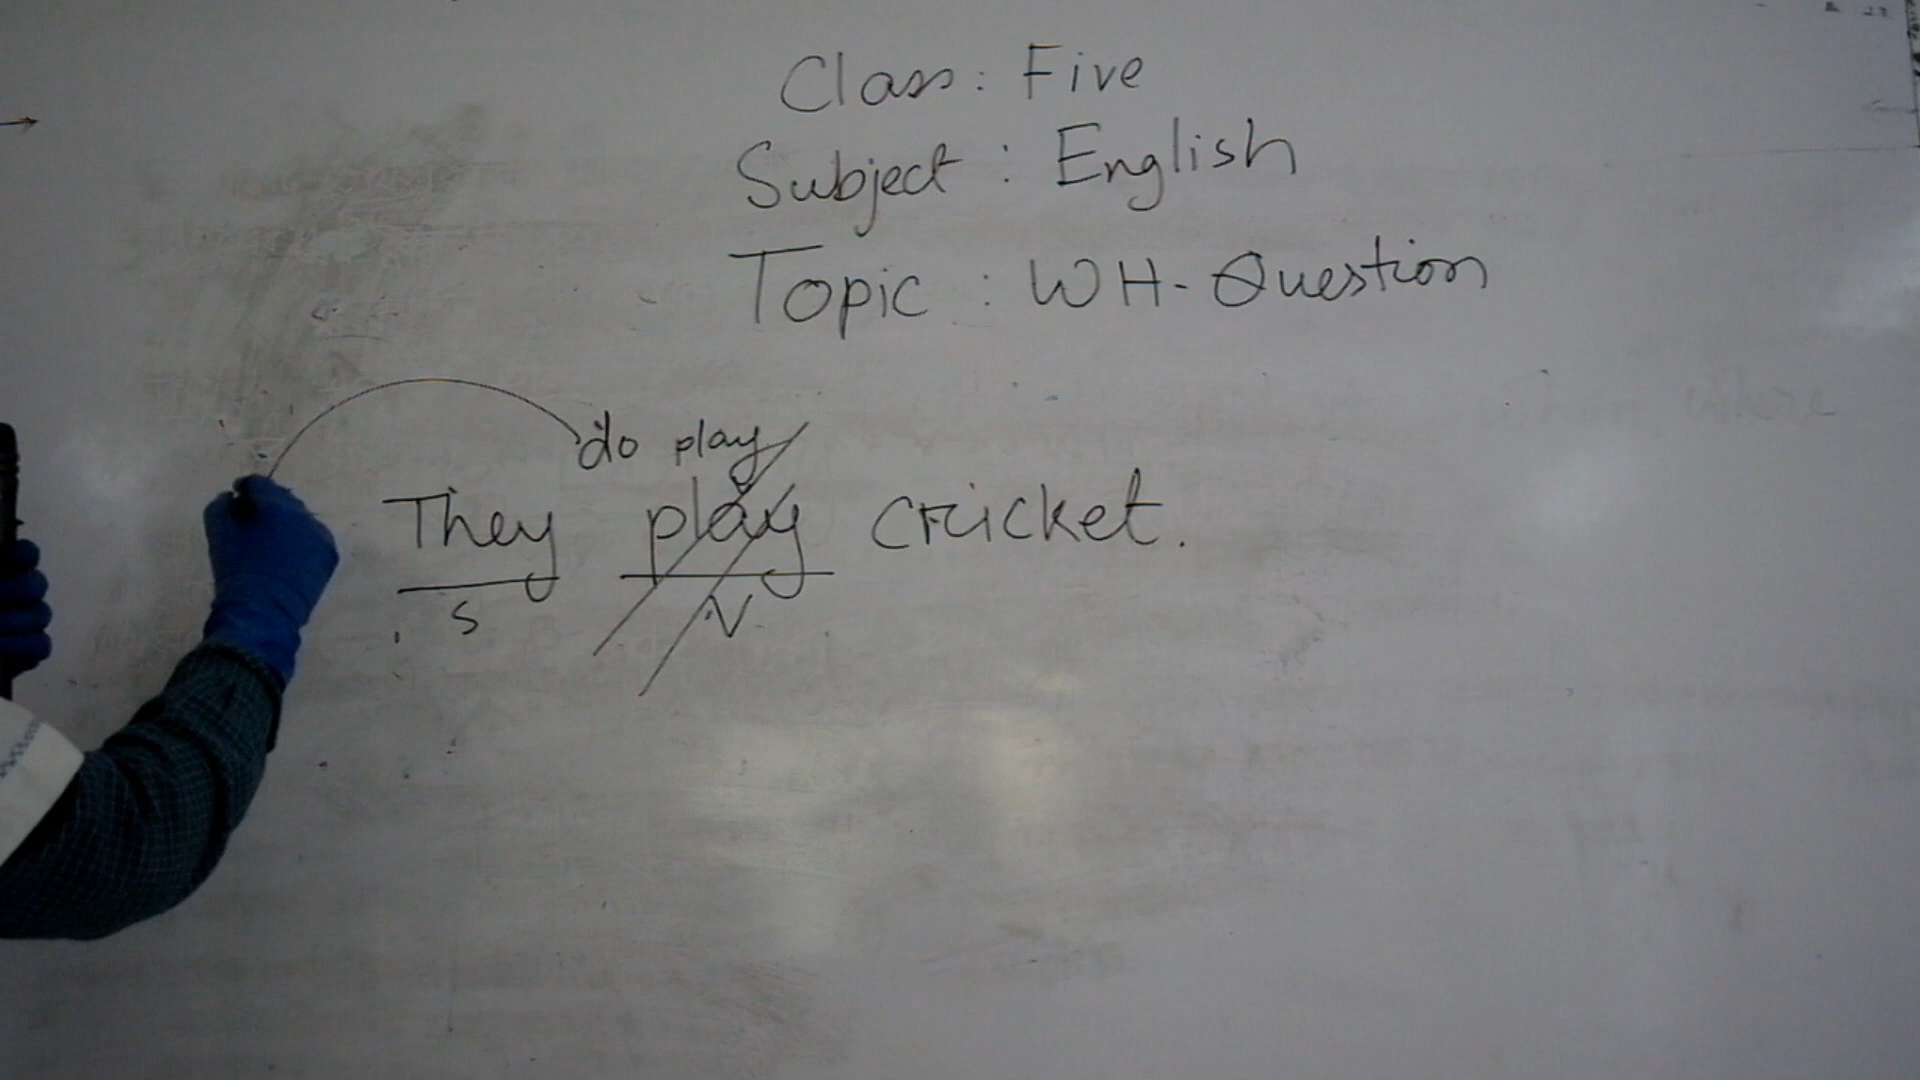 Class: Five
Subject : English
Topic : WH-Question
do play
They play cricket.
S V